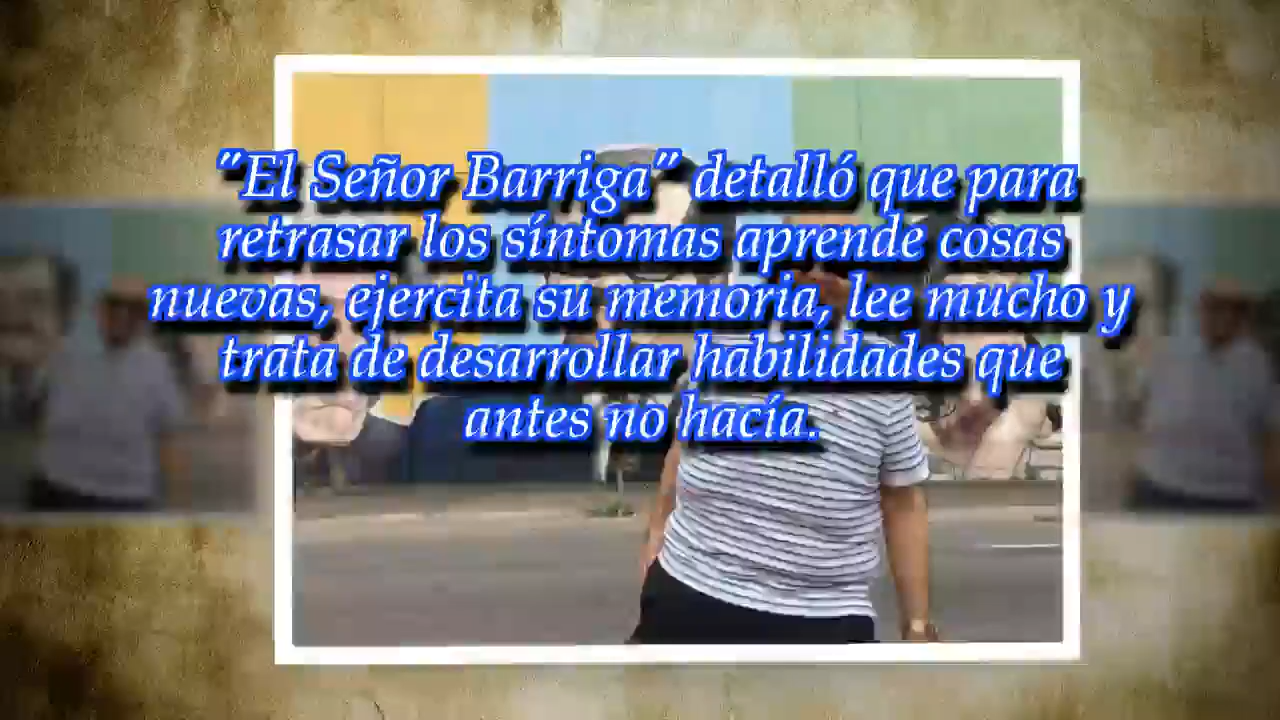 "El Señor Barriga" detalló que para
retrasar los síntomas aprende cosas
nuevas, ejercita su memoria, lee mucho y
trata de desarrollar habilidades que
antes no hacía.